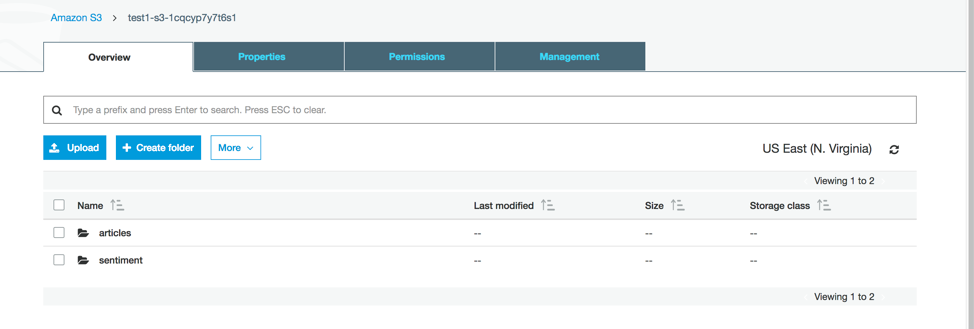 Amazon S3 > test1-s3-1cqcyp7y7t6s1
Overview Properties Permissions Management
Type a prefix and press Enter to search. Press ESC to clear.
Upload Create folder More US East (N. Virginia)
Viewing 1 to 2
Name Last modified Size Storage class
articles -- -- --
sentiment -- -- --
Viewing 1 to 2